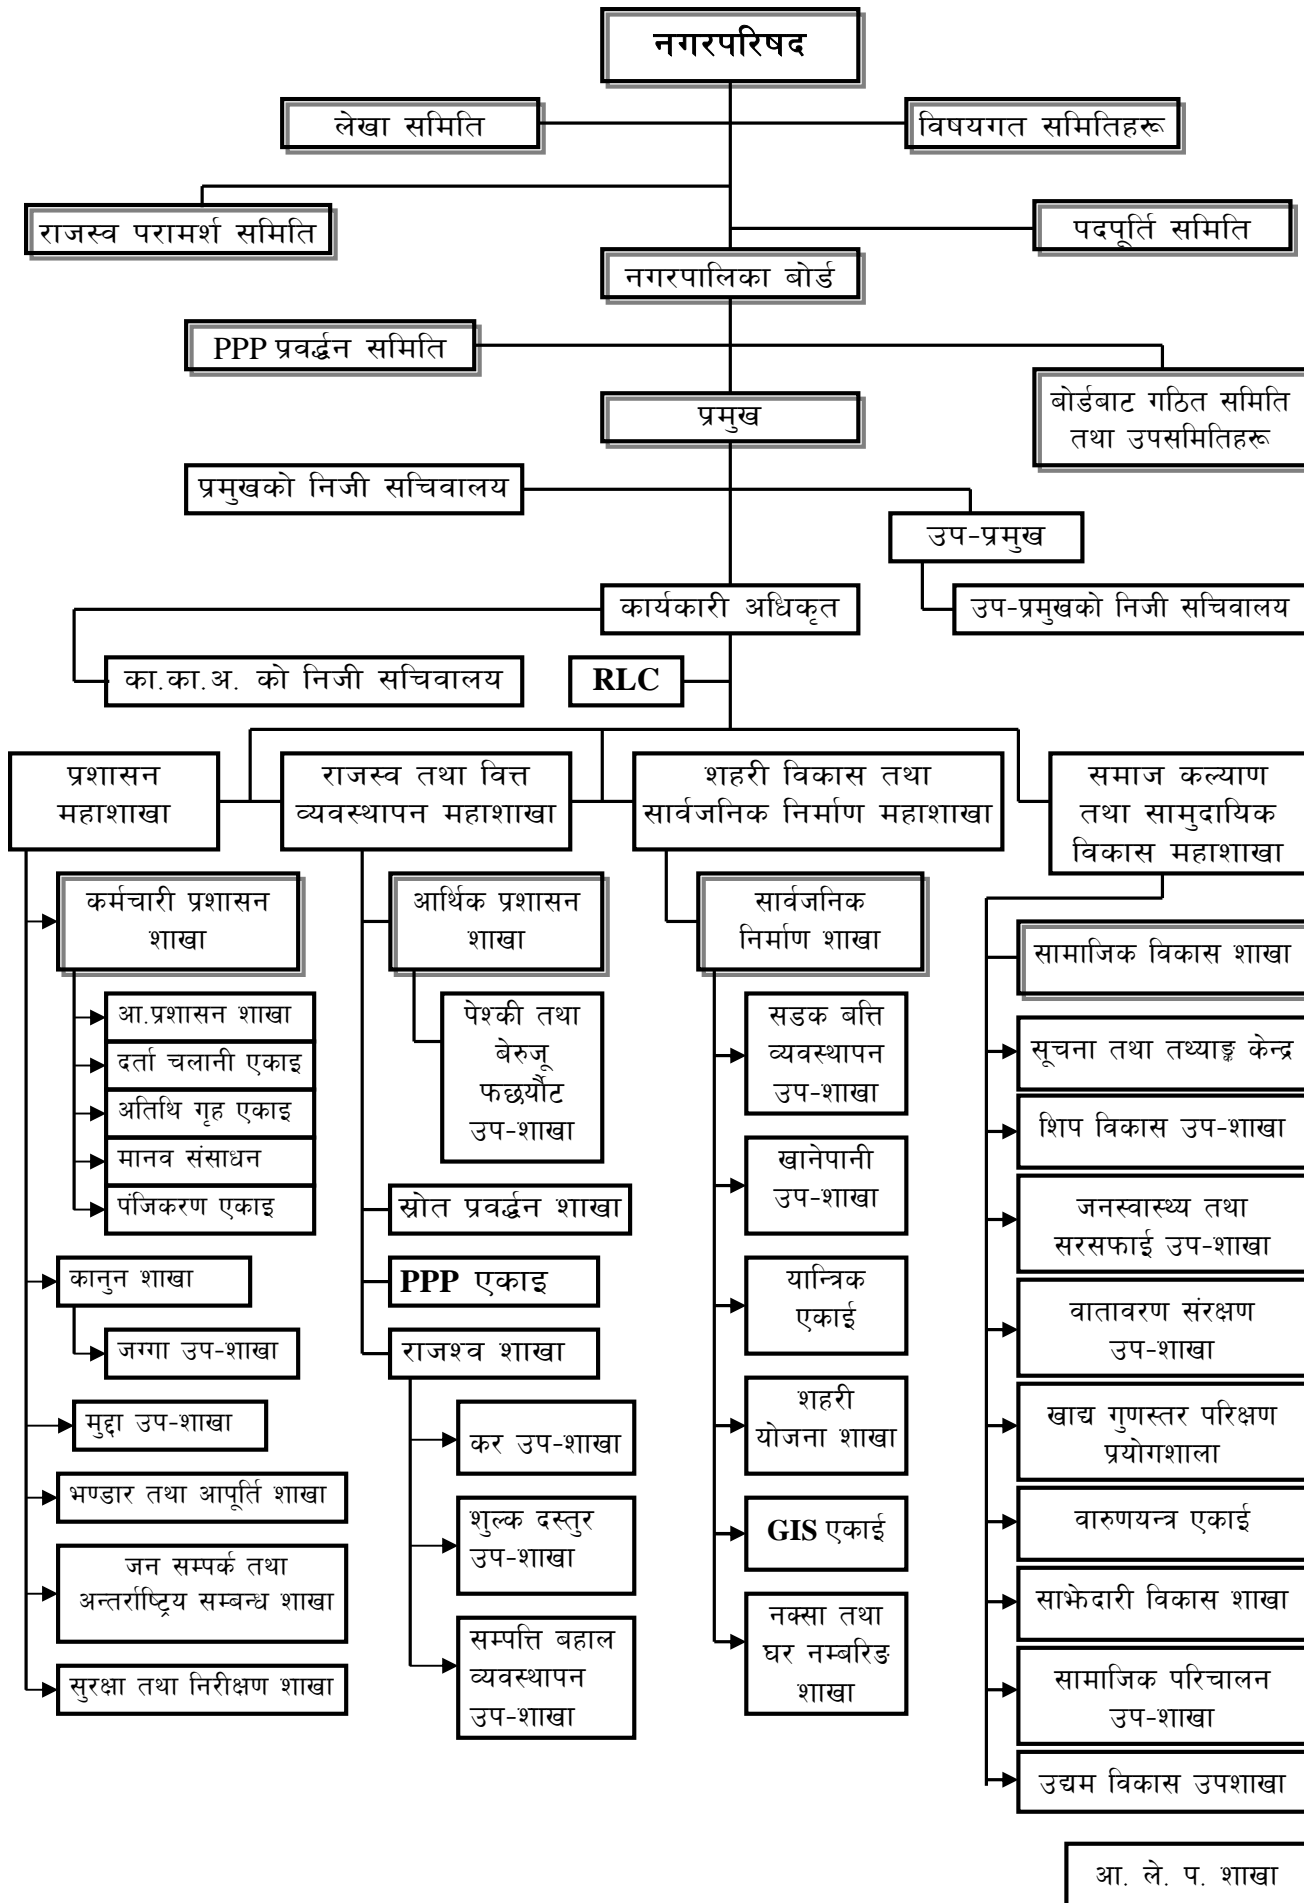 नगरपरिषद
लेखा समिति
विषयगत समितिहरू
राजस्व परामर्श समिति
पदपूर्ति समिति
नगरपालिका बोर्ड
PPP प्रवर्द्धन समिति
बोर्डबाट गठित समिति
तथा उपसमितिहरू
प्रमुख
प्रमुखको निजी सचिवालय
उप-प्रमुख
कार्यकारी अधिकृत
उप-प्रमुखको निजी सचिवालय
का.का.अ. को निजी सचिवालय
RLC
प्रशासन
महाशाखा
राजस्व तथा वित्त
व्यवस्थापन महाशाखा
शहरी विकास तथा
सार्वजनिक निर्माण महाशाखा
समाज कल्याण
तथा सामुदायिक
विकास महाशाखा
कर्मचारी प्रशासन
शाखा
आ.प्रशासन शाखा
दर्ता चलानी एकाइ
अतिथि गृह एकाइ
मानव संसाधन
पंजिकरण एकाइ
कानुन शाखा
जग्गा उप-शाखा
मुद्दा उप-शाखा
भण्डार तथा आपूर्ति शाखा
जन सम्पर्क तथा
अन्तर्राष्ट्रिय सम्बन्ध शाखा
सुरक्षा तथा निरीक्षण शाखा
आर्थिक प्रशासन
शाखा
पेश्की तथा
बेरुजू
फछर्यौट
उप-शाखा
स्रोत प्रवर्द्धन शाखा
PPP एकाइ
राजश्व शाखा
कर उप-शाखा
शुल्क दस्तुर
उप-शाखा
सम्पत्ति बहाल
व्यवस्थापन
उप-शाखा
सार्वजनिक
निर्माण शाखा
सडक बत्ति
व्यवस्थापन
उप-शाखा
खानेपानी
उप-शाखा
यान्त्रिक
एकाई
शहरी
योजना शाखा
GIS एकाई
नक्सा तथा
घर नम्बरिङ
शाखा
सामाजिक विकास शाखा
सूचना तथा तथ्याङ्क केन्द्र
शिप विकास उप-शाखा
जनस्वास्थ्य तथा
सरसफाई उप-शाखा
वातावरण संरक्षण
उप-शाखा
खाद्य गुणस्तर परिक्षण
प्रयोगशाला
वारुणयन्त्र एकाई
साझेदारी विकास शाखा
सामाजिक परिचालन
उप-शाखा
उद्यम विकास उपशाखा
आ. ले. प. शाखा